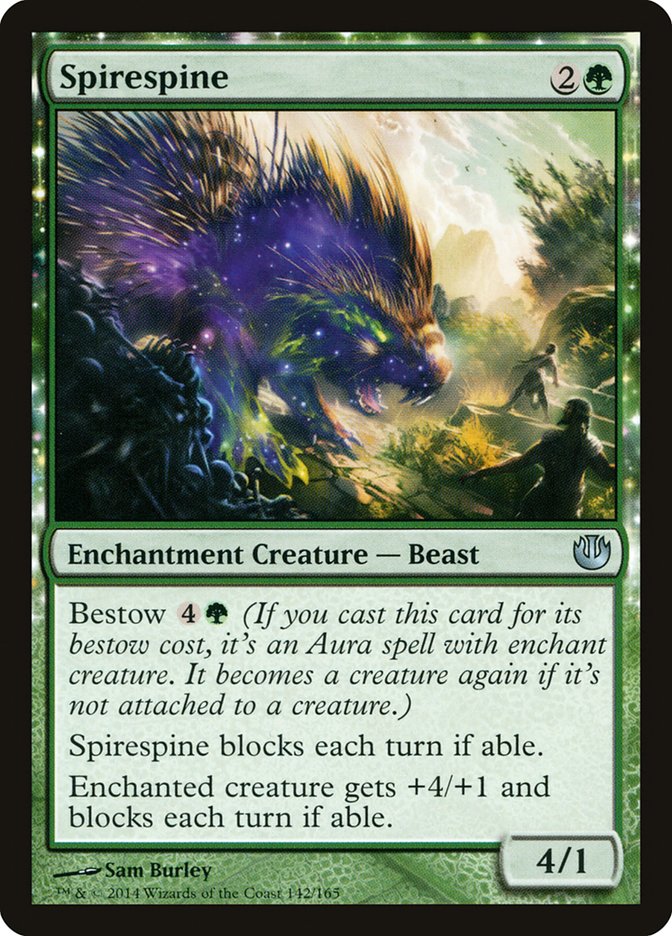 Spirespine 2
Enchantment Creature — Beast
Bestow 4 (If you cast this card for its
bestow cost, it's an Aura spell with enchant
creature. It becomes a creature again if it's
not attached to a creature.)
Spirespine blocks each turn if able.
Enchanted creature gets +4/+1 and
blocks each turn if able.
4/1
Sam Burley
™ & © 2014 Wizards of the Coast 142/165